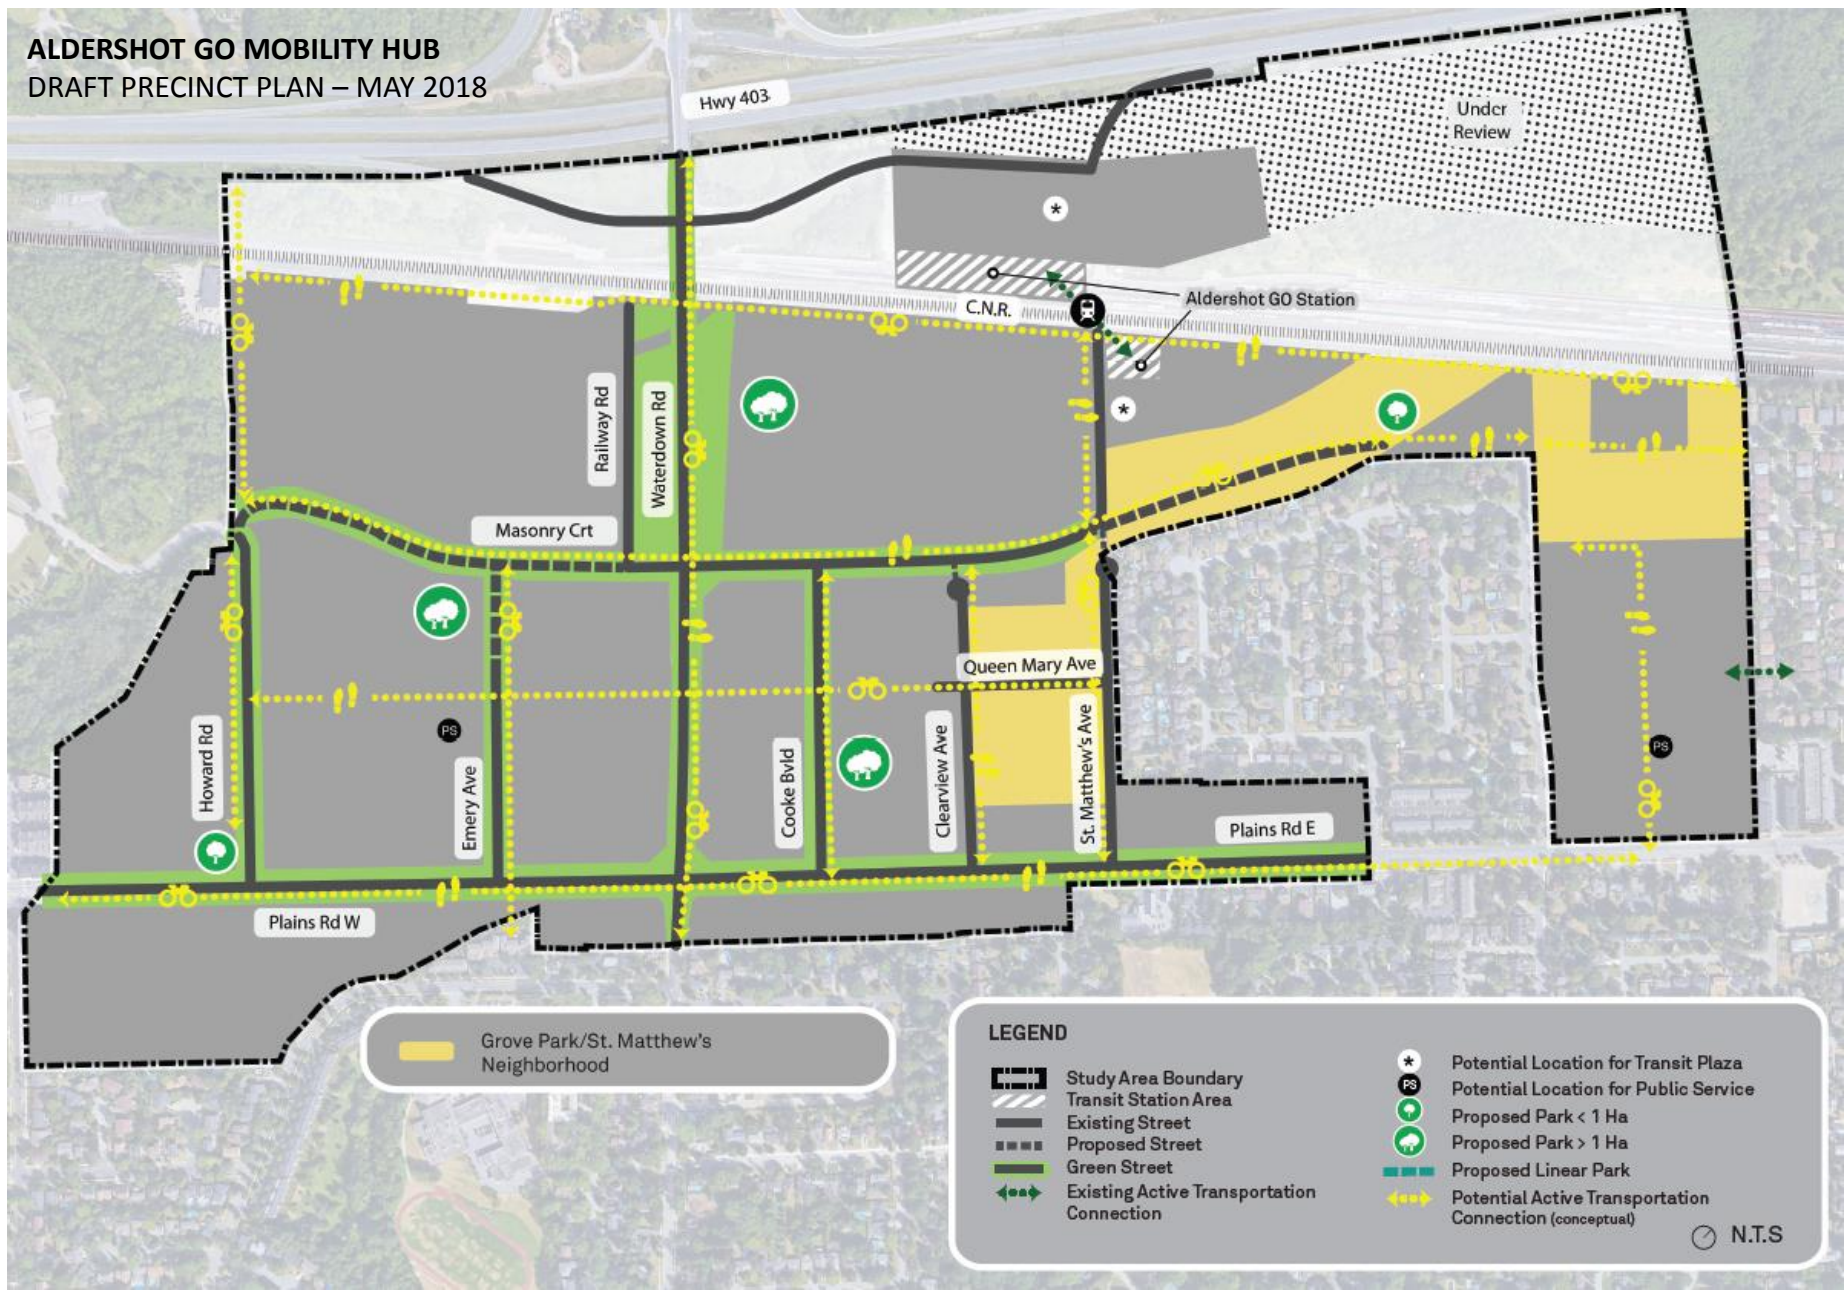 ALDERSHOT GO MOBILITY HUB
DRAFT PRECINCT PLAN – MAY 2018
Hwy 403
Under
Review
*
Aldershot GO Station
C.N.R.
*
Railway Rd
Waterdown Rd
Masonry Crt
Queen Mary Ave
Howard Rd
PS
Emery Ave
Cooke Bvld
Clearview Ave
St. Matthew's Ave
PS
Plains Rd E
Plains Rd W
Grove Park/St. Matthew's
Neighborhood
LEGEND
Study Area Boundary
Transit Station Area
Existing Street
Proposed Street
Green Street
Existing Active Transportation
Connection
* Potential Location for Transit Plaza
PS Potential Location for Public Service
Proposed Park < 1 Ha
Proposed Park > 1 Ha
Proposed Linear Park
Potential Active Transportation
Connection (conceptual)
N.T.S